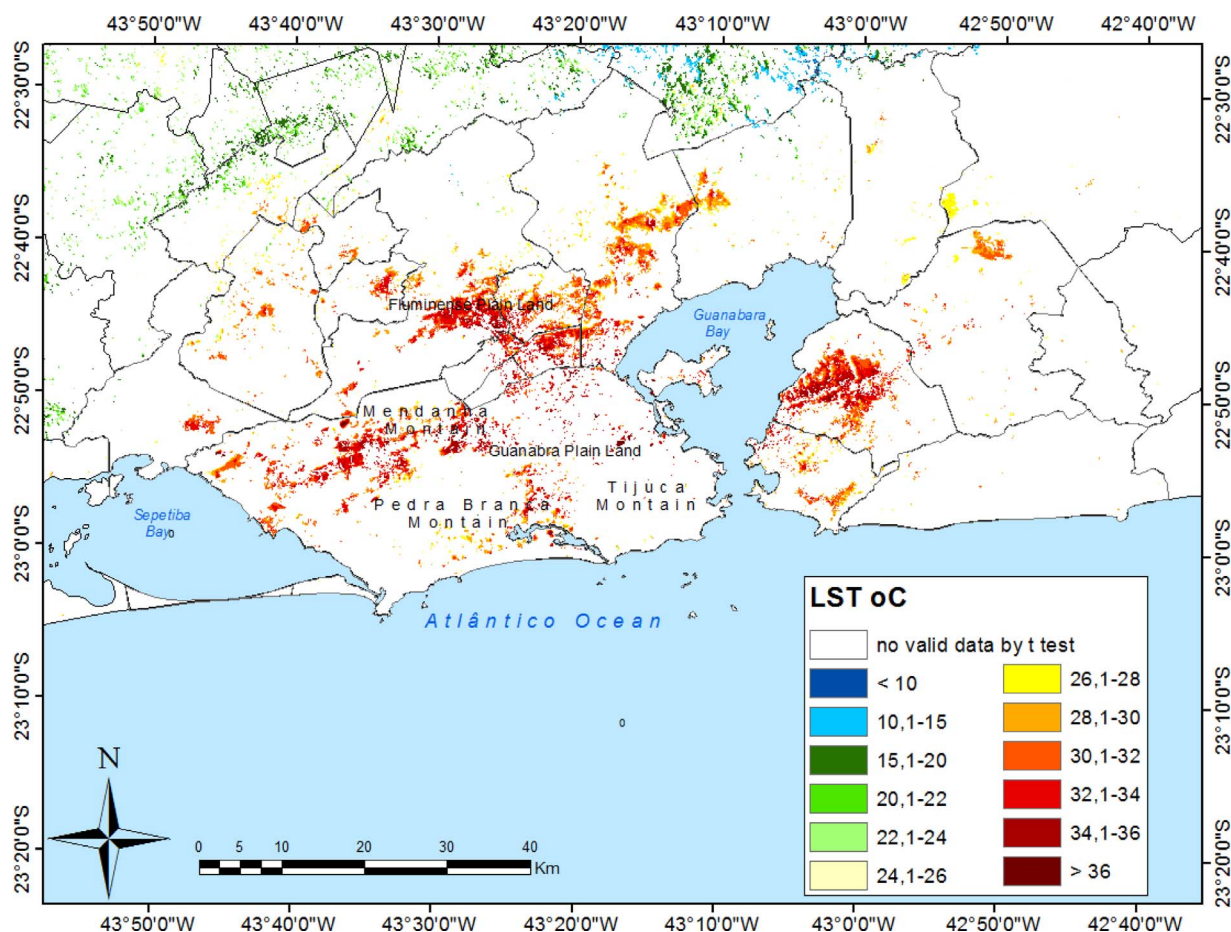 43°50'0"W 43°40'0"W 43°30'0"W 43°20'0"W 43°10'0"W 43°0'0"W 42°50'0"W 42°40'0"W
22°30'0"S
22°30'0"S
22°40'0"S
22°40'0"S
Fluminense Plain Land
Guanabara
Bay
22°50'0"S
22°50'0"S
Mendanha
Montain
Guanabra Plain Land
Pedra Branca
Montain
Tijuca
Montain
Sepetiba
Bay
0
23°0'0"S
23°0'0"S
Atlântico Ocean
LST oC
no valid data by t test
< 10
10,1-15
15,1-20
20,1-22
22,1-24
24,1-26
26,1-28
28,1-30
30,1-32
32,1-34
34,1-36
> 36
23°10'0"S
23°10'0"S
0
N
0 5 10 20 30 40
Km
23°20'0"S
23°20'0"S
43°50'0"W 43°40'0"W 43°30'0"W 43°20'0"W 43°10'0"W 43°0'0"W 42°50'0"W 42°40'0"W